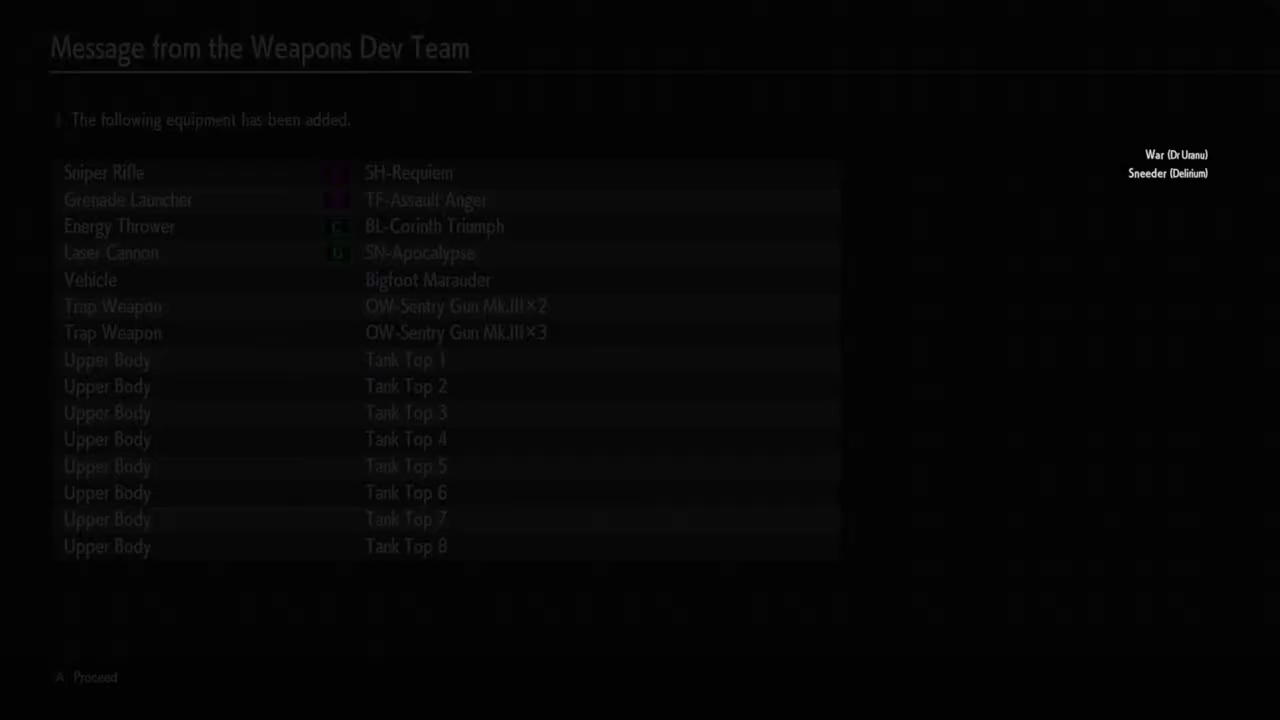 Message from the Weapons Dev Team
The following equipment has been added.
War (Dr Uranu)
Sneeder (Delirium)
Sniper Rifle SH-Requiem
Grenade Launcher TF-Assault Anger
Energy Thrower C BL-Corinth Triumph
Laser Cannon SN-Apocalypse
Vehicle Bigfoot Marauder
Trap Weapon OW-Sentry Gun Mk.III×2
Trap Weapon OW-Sentry Gun Mk.III×3
Upper Body Tank Top 1
Upper Body Tank Top 2
Upper Body Tank Top 3
Upper Body Tank Top 4
Upper Body Tank Top 5
Upper Body Tank Top 6
Upper Body Tank Top 7
Upper Body Tank Top 8
A Proceed